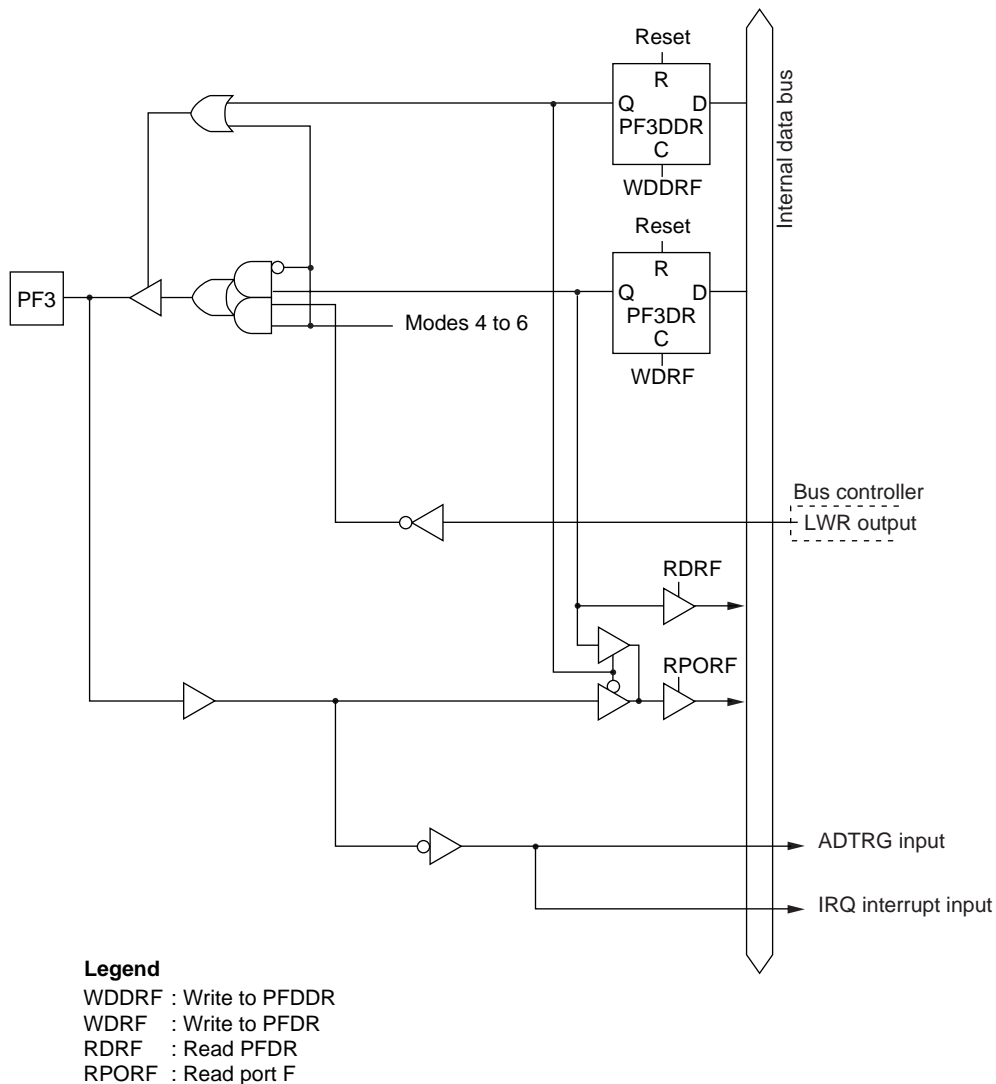 Reset
R
Q
D
PF3DDR
C
WDDRF
Internal data bus
Reset
R
Q
D
PF3DR
C
WDRF
PF3
Modes 4 to 6
Bus controller
LWR output
RDRF
RPORF
ADTRG input
IRQ interrupt input
Legend
WDDRF : Write to PFDDR
WDRF : Write to PFDR
RDRF : Read PFDR
RPORF : Read port F